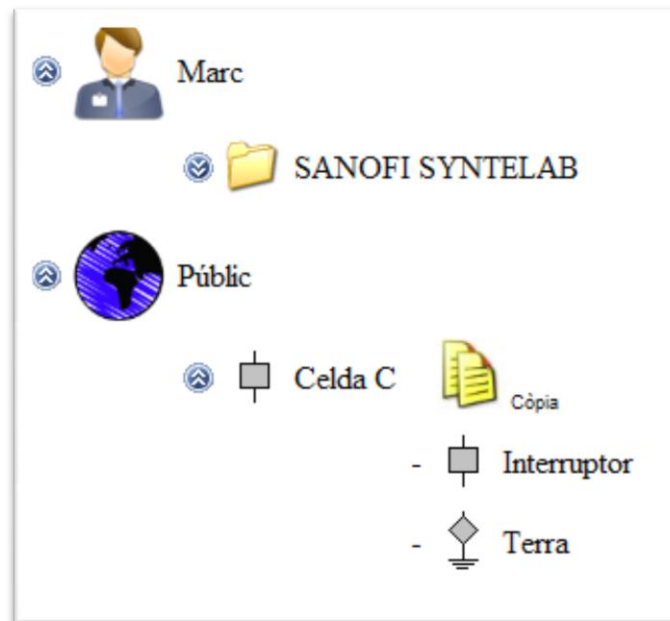 Marc
SANOFI SYNTELAB
Públic
Celda C
Còpia
- Interruptor
- Terra